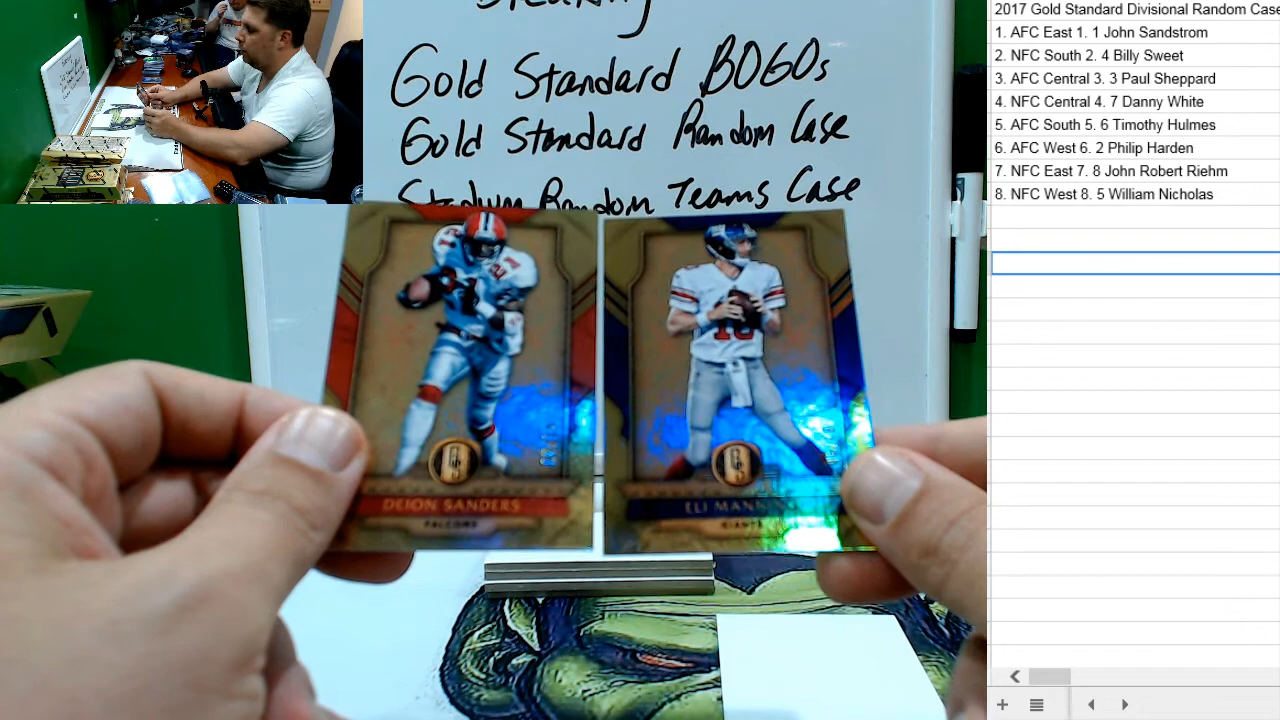 Breaking
Gold Standard BOGOs
Gold Standard Random Case
Stadium Random Teams Case
DEION SANDERS
FALCONS
21
ELI MANN
GIANTS
10
2017 Gold Standard Divisional Random Case
1. AFC East 1. 1 John Sandstrom
2. NFC South 2. 4 Billy Sweet
3. AFC Central 3. 3 Paul Sheppard
4. NFC Central 4. 7 Danny White
5. AFC South 5. 6 Timothy Hulmes
6. AFC West 6. 2 Philip Harden
7. NFC East 7. 8 John Robert Riehm
8. NFC West 8. 5 William Nicholas